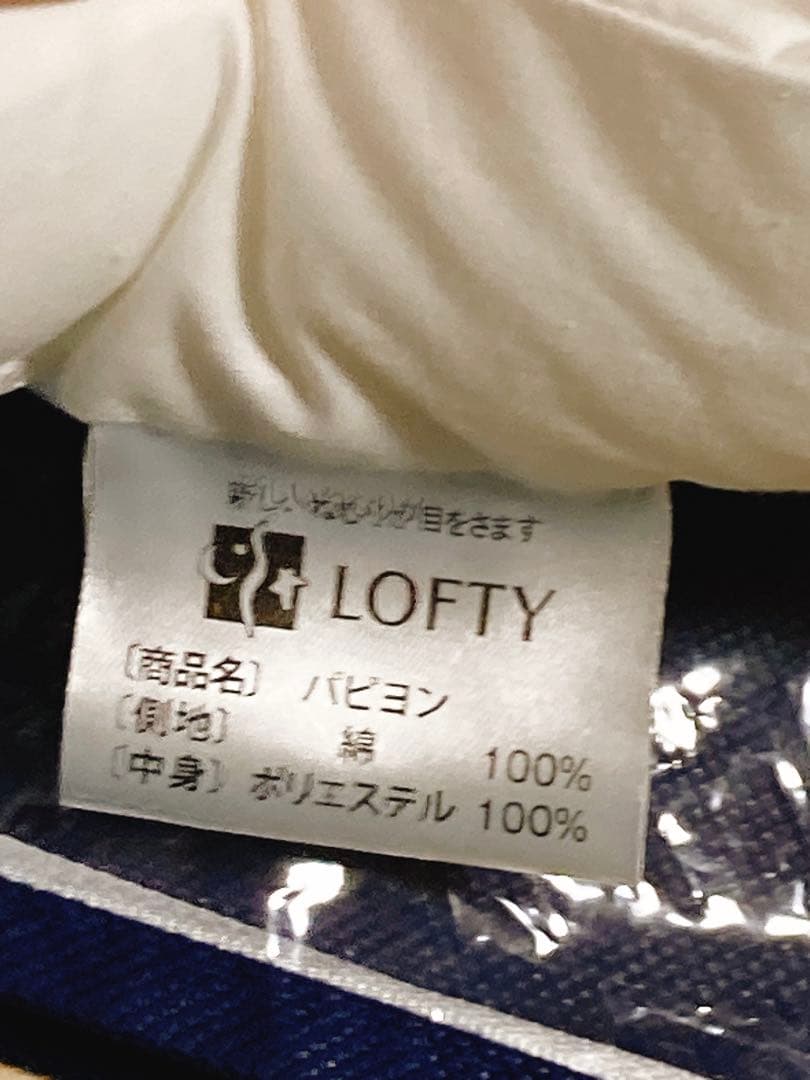 新しいねむりが目をさます
LOFTY
〔商品名〕 パピヨン
〔側地〕 綿 100%
〔中身〕 ポリエステル 100%